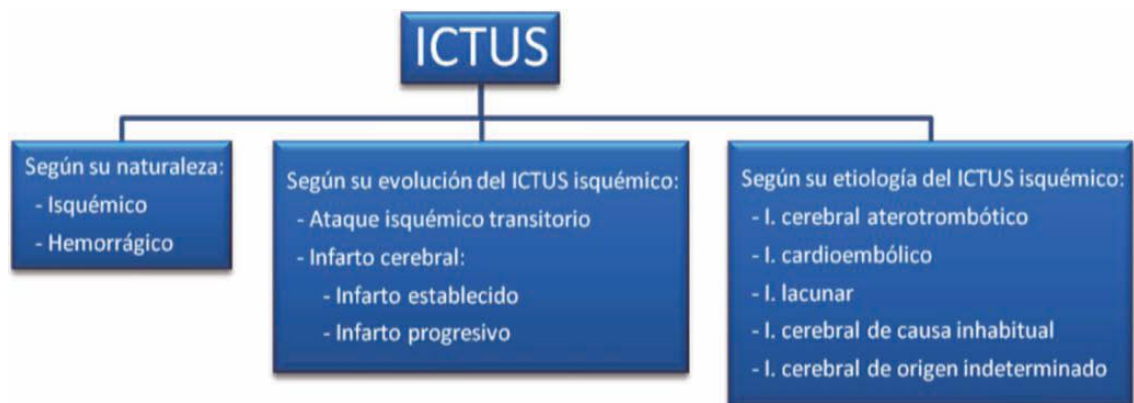 ICTUS
Según su naturaleza:
- Isquémico
- Hemorrágico
Según su evolución del ICTUS isquémico:
- Ataque isquémico transitorio
- Infarto cerebral:
- Infarto establecido
- Infarto progresivo
Según su etiología del ICTUS isquémico:
- I. cerebral aterotrombótico
- I. cardioembólico
- I. lacunar
- I. cerebral de causa inhabitual
- I. cerebral de origen indeterminado